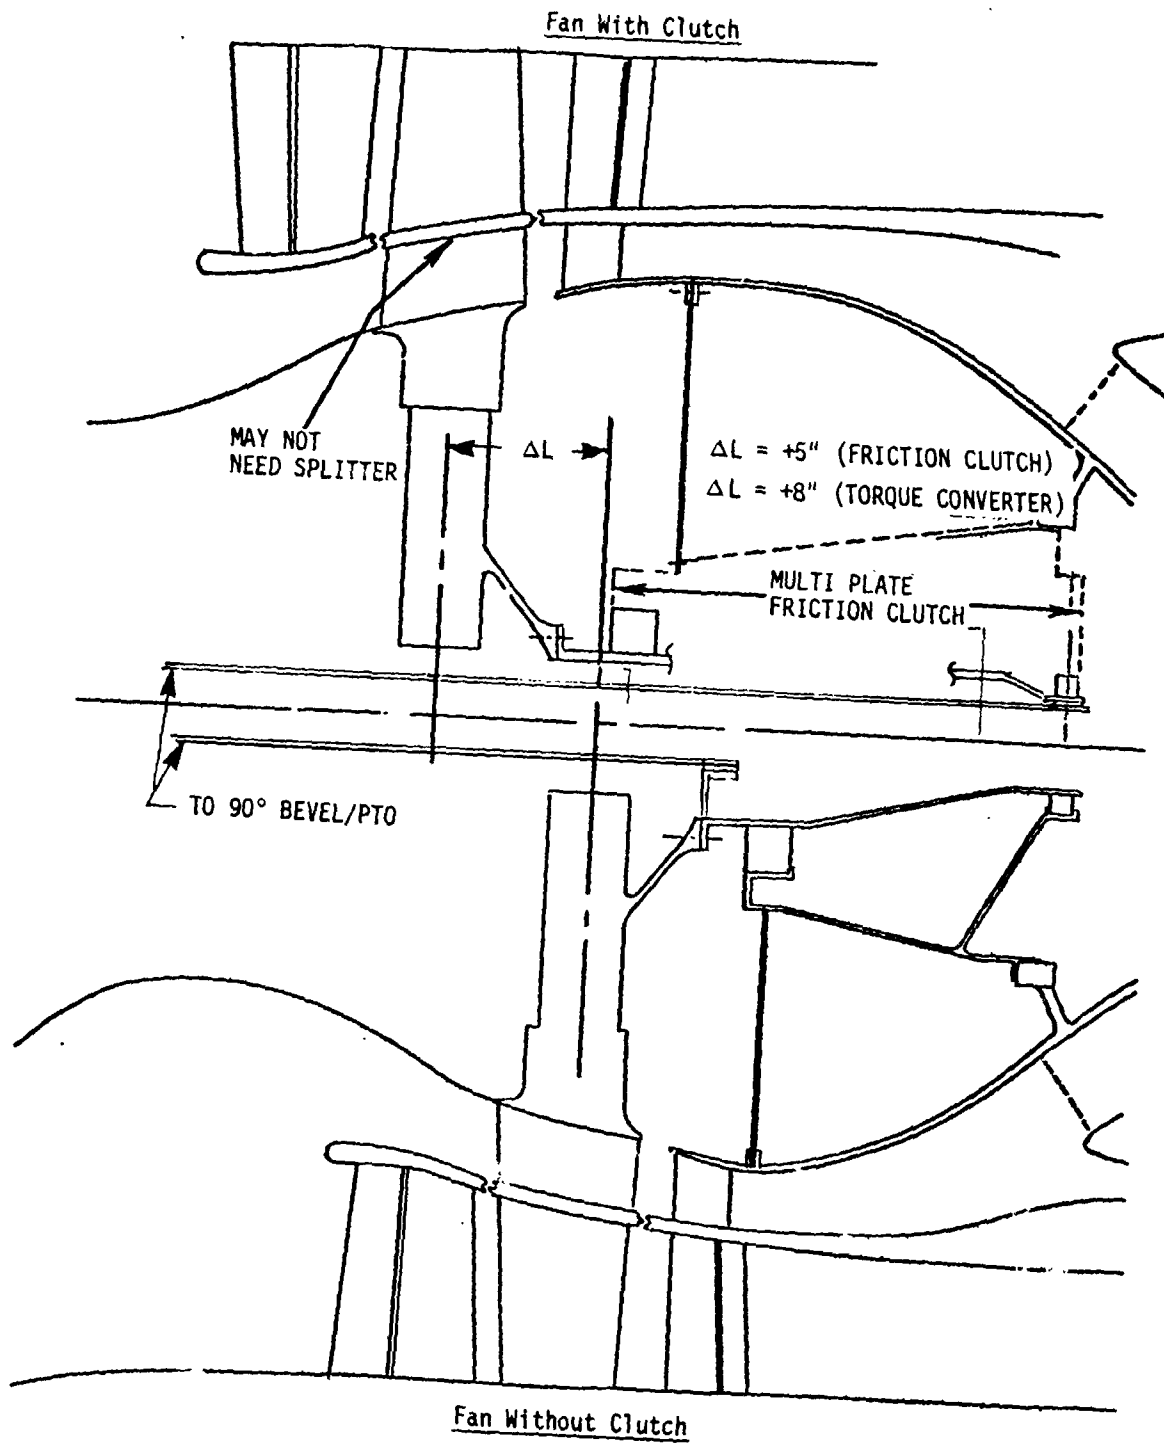 Fan With Clutch
MAY NOT
NEED SPLITTER
ΔL
ΔL = +5" (FRICTION CLUTCH)
ΔL = +8" (TORQUE CONVERTER)
MULTI PLATE
FRICTION CLUTCH
TO 90° BEVEL/PTO
Fan Without Clutch